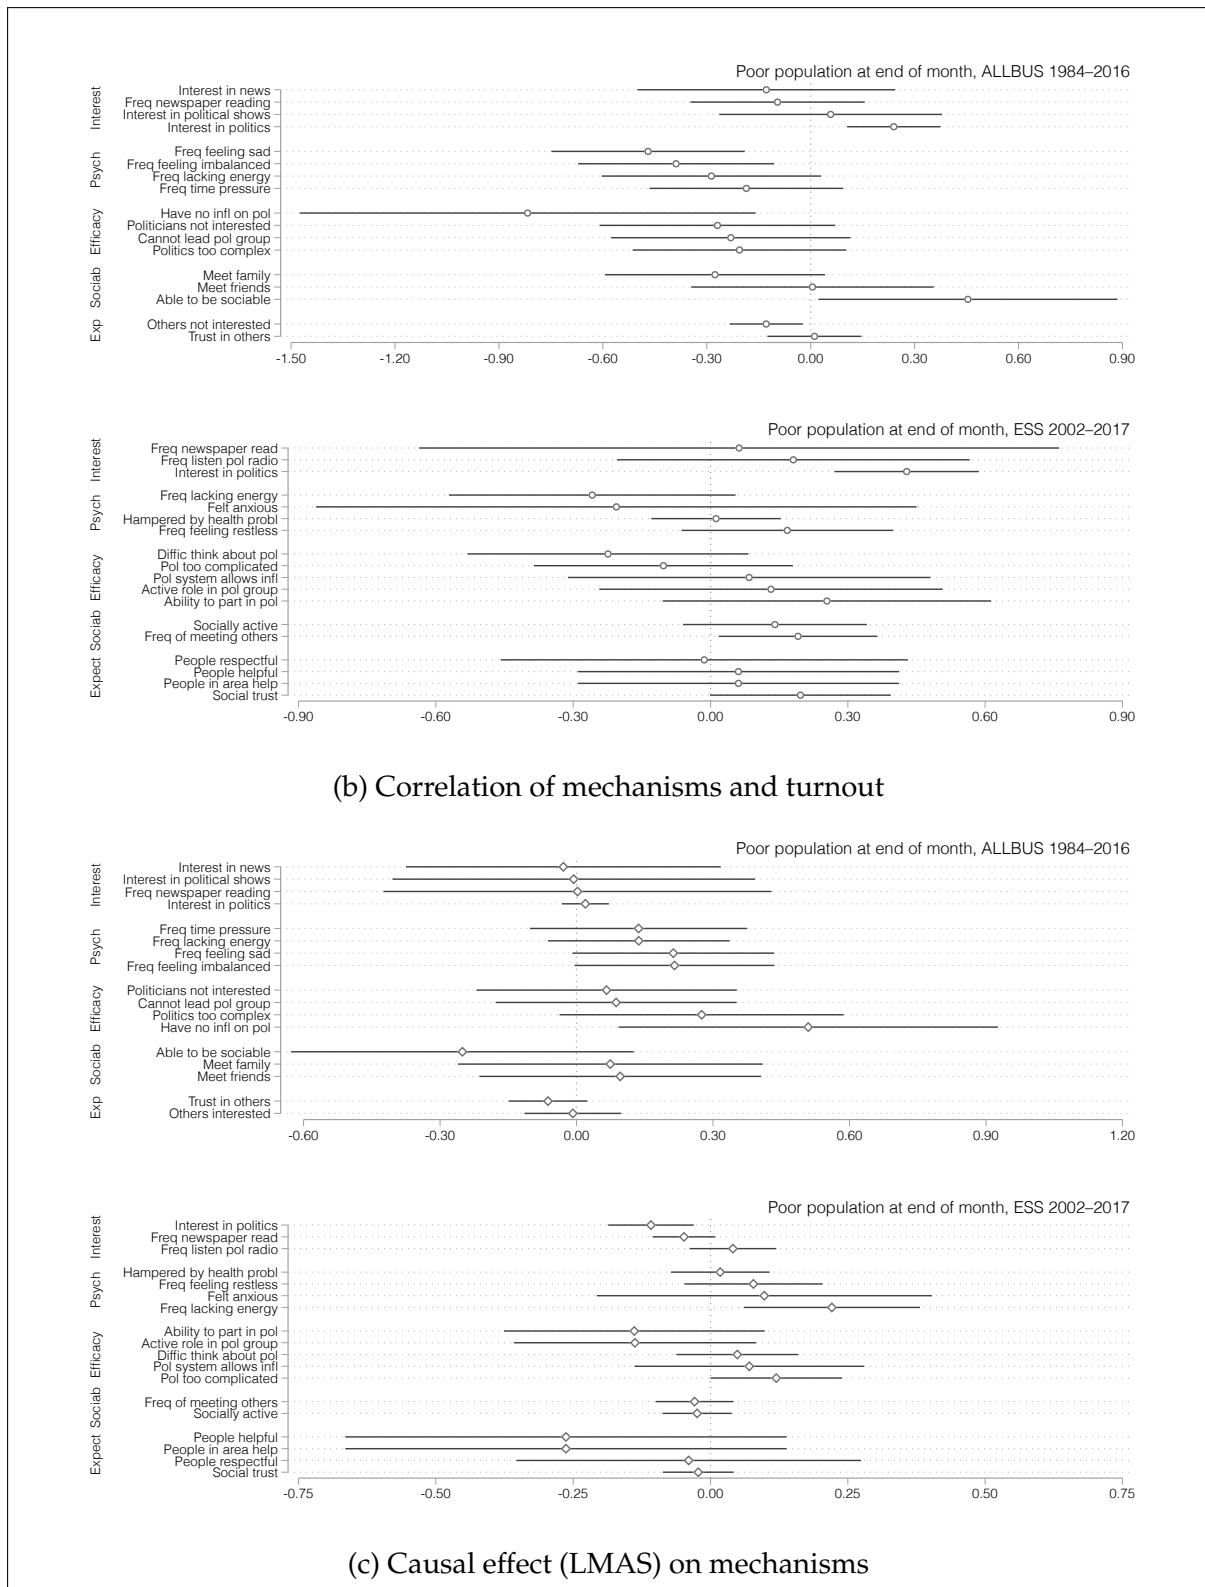 Poor population at end of month, ALLBUS 1984–2016
Interest
Interest in news
Freq newspaper reading
Interest in political shows
Interest in politics
Psych
Freq feeling sad
Freq feeling imbalanced
Freq lacking energy
Freq time pressure
Efficacy
Have no infl on pol
Politicians not interested
Cannot lead pol group
Politics too complex
Sociab
Meet family
Meet friends
Able to be sociable
Exp
Others not interested
Trust in others
-1.50 -1.20 -0.90 -0.60 -0.30 0.00 0.30 0.60 0.90
Poor population at end of month, ESS 2002–2017
Interest
Freq newspaper read
Freq listen pol radio
Interest in politics
Psych
Freq lacking energy
Felt anxious
Hampered by health probl
Freq feeling restless
Efficacy
Diffic think about pol
Pol too complicated
Pol system allows infl
Active role in pol group
Ability to part in pol
Sociab
Socially active
Freq of meeting others
Expect
People respectful
People helpful
People in area help
Social trust
-0.90 -0.60 -0.30 0.00 0.30 0.60 0.90
(b) Correlation of mechanisms and turnout
Poor population at end of month, ALLBUS 1984–2016
Interest
Interest in news
Interest in political shows
Freq newspaper reading
Interest in politics
Psych
Freq time pressure
Freq lacking energy
Freq feeling sad
Freq feeling imbalanced
Efficacy
Politicians not interested
Cannot lead pol group
Politics too complex
Have no infl on pol
Sociab
Able to be sociable
Meet family
Meet friends
Exp
Trust in others
Others interested
-0.60 -0.30 0.00 0.30 0.60 0.90 1.20
Poor population at end of month, ESS 2002–2017
Interest
Interest in politics
Freq newspaper read
Freq listen pol radio
Psych
Hampered by health probl
Freq feeling restless
Felt anxious
Freq lacking energy
Efficacy
Ability to part in pol
Active role in pol group
Diffic think about pol
Pol system allows infl
Pol too complicated
Sociab
Freq of meeting others
Socially active
Expect
People helpful
People in area help
People respectful
Social trust
-0.75 -0.50 -0.25 0.00 0.25 0.50 0.75
(c) Causal effect (LMAS) on mechanisms